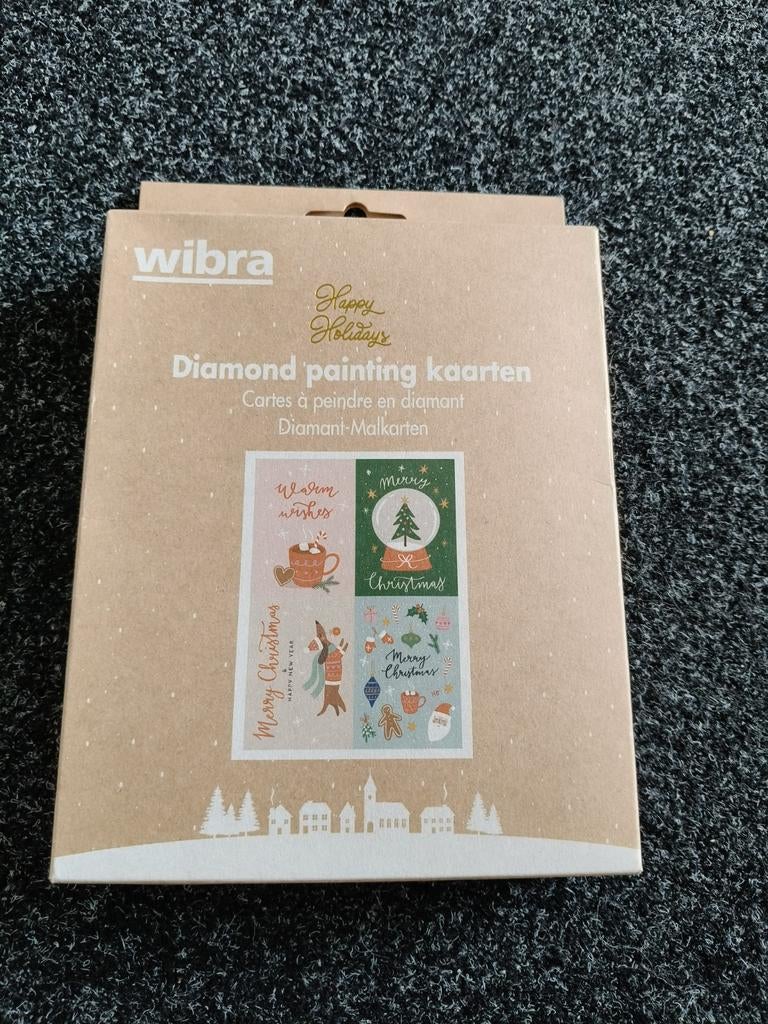 wibra
Happy
Holidays
Diamond painting kaarten
Cartes à peindre en diamant
Diamant-Malkarten
Warm
wishes
Merry
Christmas
Merry Christmas
&
HAPPY NEW YEAR
Merry
Christmas